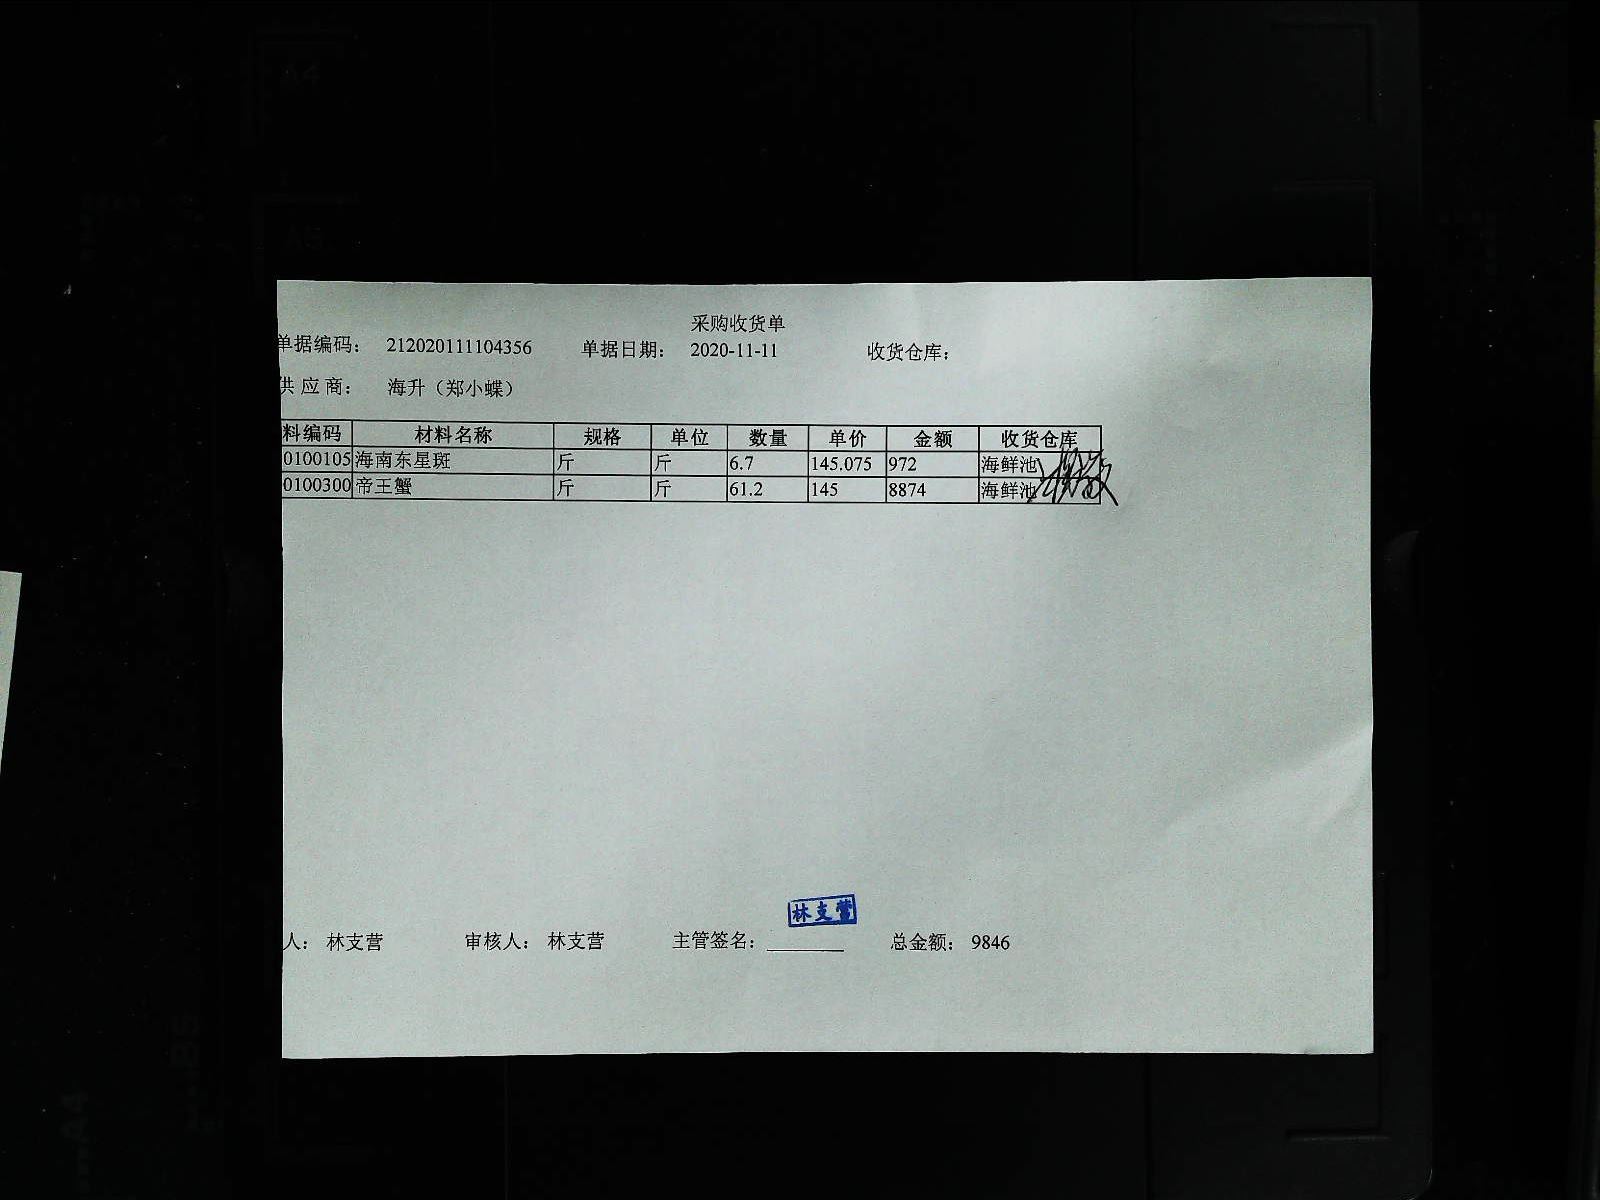 采购收货单
单据编码： 212020111104356 单据日期： 2020-11-11 收货仓库：
供 应 商： 海升（郑小蝶）
料编码 材料名称 规格 单位 数量 单价 金额 收货仓库
0100105 海南东星斑 斤 斤 6.7 145.075 972 海鲜池
0100300 帝王蟹 斤 斤 61.2 145 8874 海鲜池
林支营
人： 林支营 审核人： 林支营 主管签名： 总金额： 9846